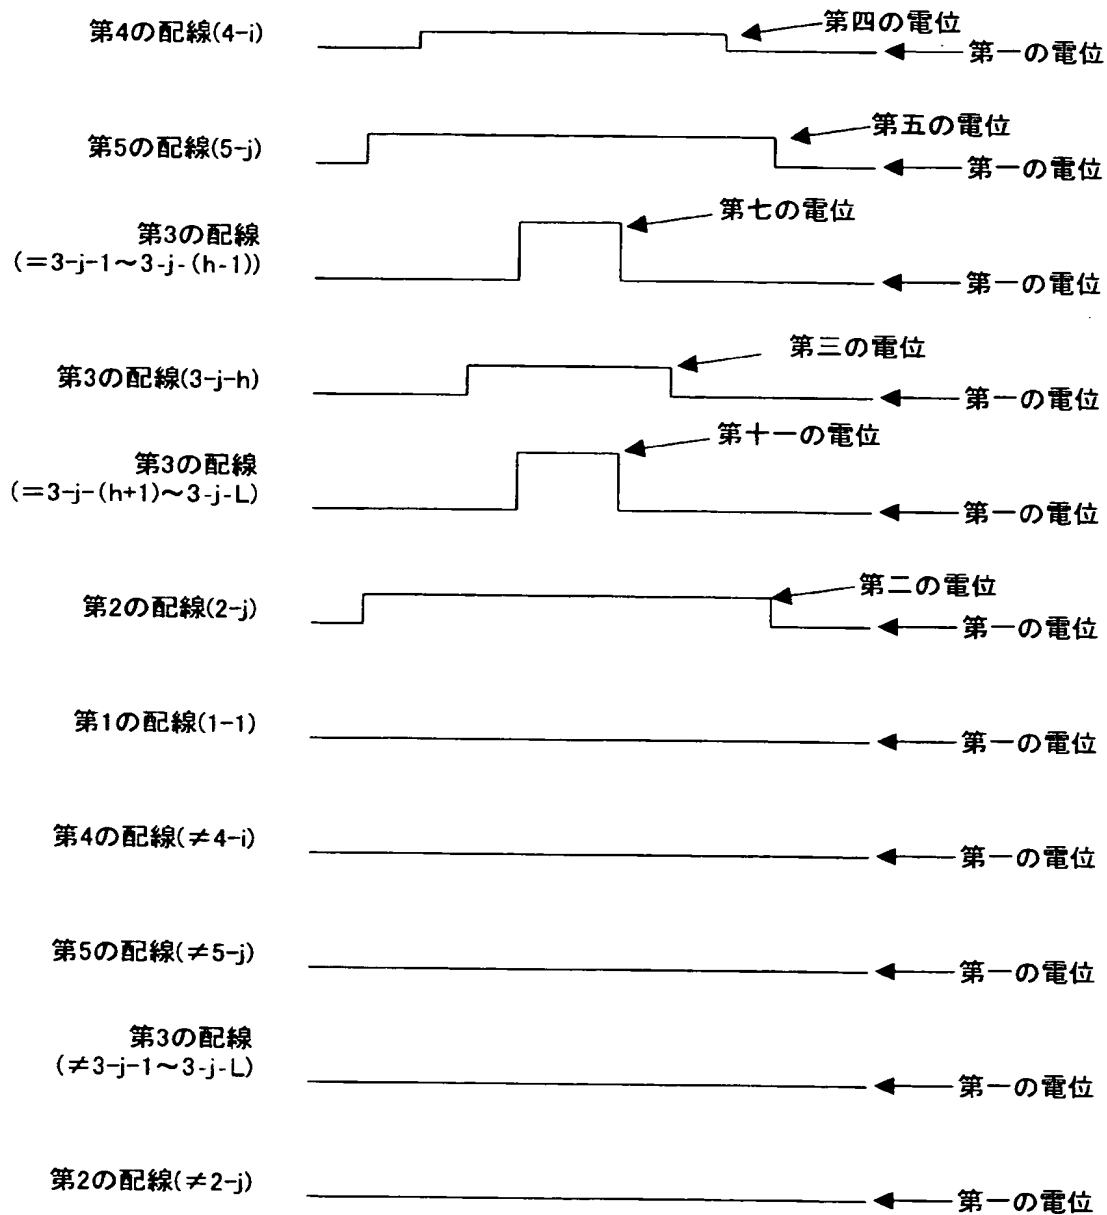 第4の配線(4-i)
第四の電位
第一の電位
第5の配線(5-j)
第五の電位
第一の電位
第3の配線
(=3-j-1~3-j-(h-1))
第七の電位
第一の電位
第3の配線(3-j-h)
第三の電位
第一の電位
第3の配線
(=3-j-(h+1)~3-j-L)
第十一の電位
第一の電位
第2の配線(2-j)
第二の電位
第一の電位
第1の配線(1-1)
第一の電位
第4の配線(≠4-i)
第一の電位
第5の配線(≠5-j)
第一の電位
第3の配線
(≠3-j-1~3-j-L)
第一の電位
第2の配線(≠2-j)
第一の電位